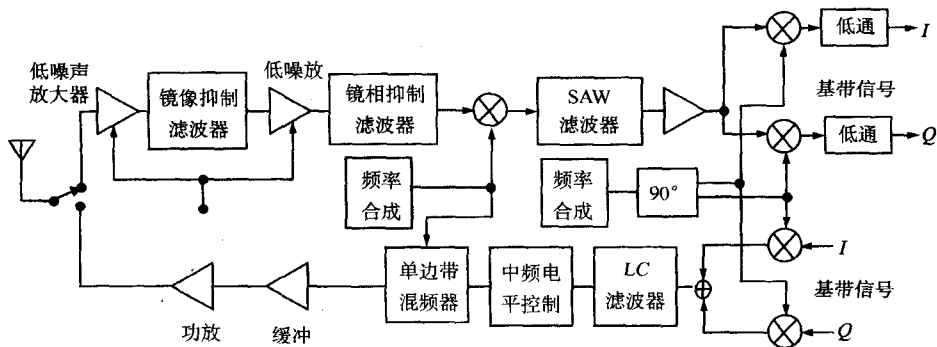 低噪声
放大器
镜像抑制
滤波器
低噪放
镜相抑制
滤波器
SAW
滤波器
低通
I
基带信号
低通
Q
频率
合成
频率
合成
90°
I
基带信号
Q
单边带
混频器
中频电
平控制
LC
滤波器
功放
缓冲